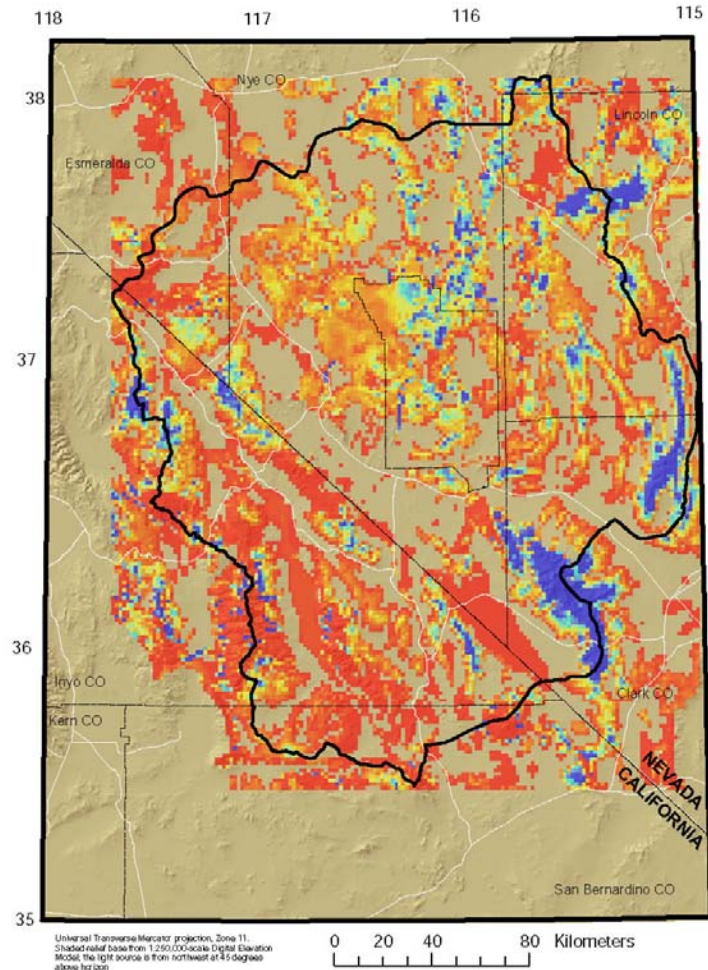 118 117 116 115
38
Nye CO
Lincoln CO
Esmeralda CO
37
36
Inyo CO
Clark CO
Kern CO
NEVADA
CALIFORNIA
San Bernardino CO
35
Universal Transverse Mercator projection, Zone 11.
Shaded-relief base from 1:250,000-scale Digital Elevation
Model; the light source is from northwest at 45 degrees
above horizon
0 20 40 80 Kilometers